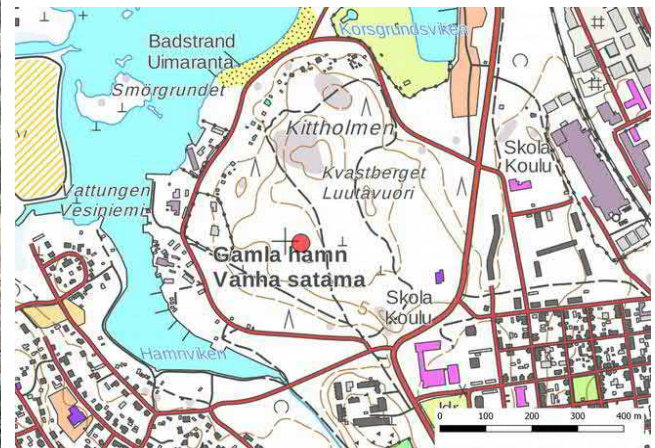 Badstrand
Uimaranta
Korsgrundsviken
Smörgrundet
Kittholmen
Skola
Koulu
Kvastberget
Luutavuori
Vattungen
Vesiniemi
Gamla hamn
Vanha satama
Skola
Koulu
Hamnviken
0 100 200 300 400 m